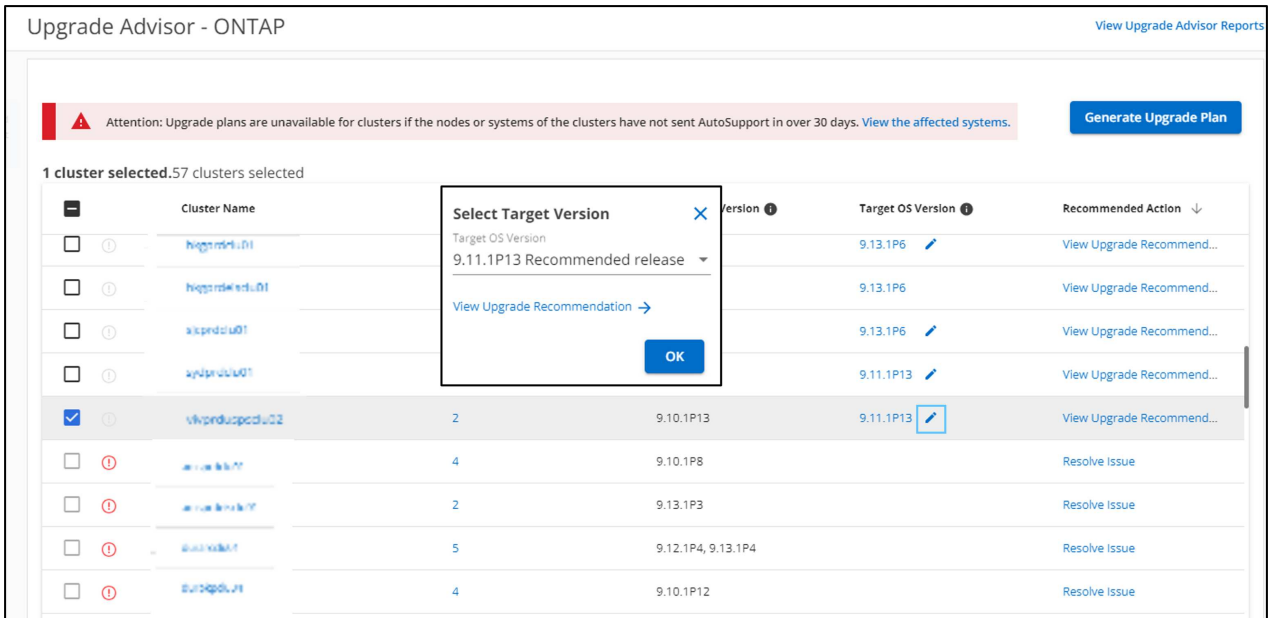 Upgrade Advisor - ONTAP
View Upgrade Advisor Reports
Attention: Upgrade plans are unavailable for clusters if the nodes or systems of the clusters have not sent AutoSupport in over 30 days. View the affected systems.
Generate Upgrade Plan
1 cluster selected.57 clusters selected
Cluster Name
Version
Target OS Version
Recommended Action
Select Target Version
Target OS Version
9.11.1P13 Recommended release
View Upgrade Recommendation
OK
9.13.1P6 View Upgrade Recommend...
9.13.1P6 View Upgrade Recommend...
9.13.1P6 View Upgrade Recommend...
9.11.1P13 View Upgrade Recommend...
2 9.10.1P13 9.11.1P13 View Upgrade Recommend...
4 9.10.1P8 Resolve Issue
2 9.13.1P3 Resolve Issue
5 9.12.1P4, 9.13.1P4 Resolve Issue
4 9.10.1P12 Resolve Issue